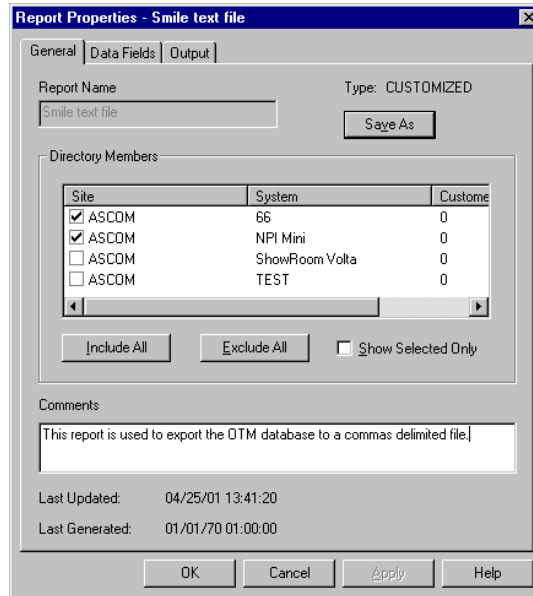 Report Properties - Smile text file
General Data Fields Output
Report Name
Type: CUSTOMIZED
Smile text file
Save As
Directory Members
Site System Custome
ASCOM 66 0
ASCOM NPI Mini 0
ASCOM ShowRoom Volta 0
ASCOM TEST 0
Include All Exclude All Show Selected Only
Comments
This report is used to export the OTM database to a commas delimited file.
Last Updated: 04/25/01 13:41:20
Last Generated: 01/01/70 01:00:00
OK Cancel Apply Help